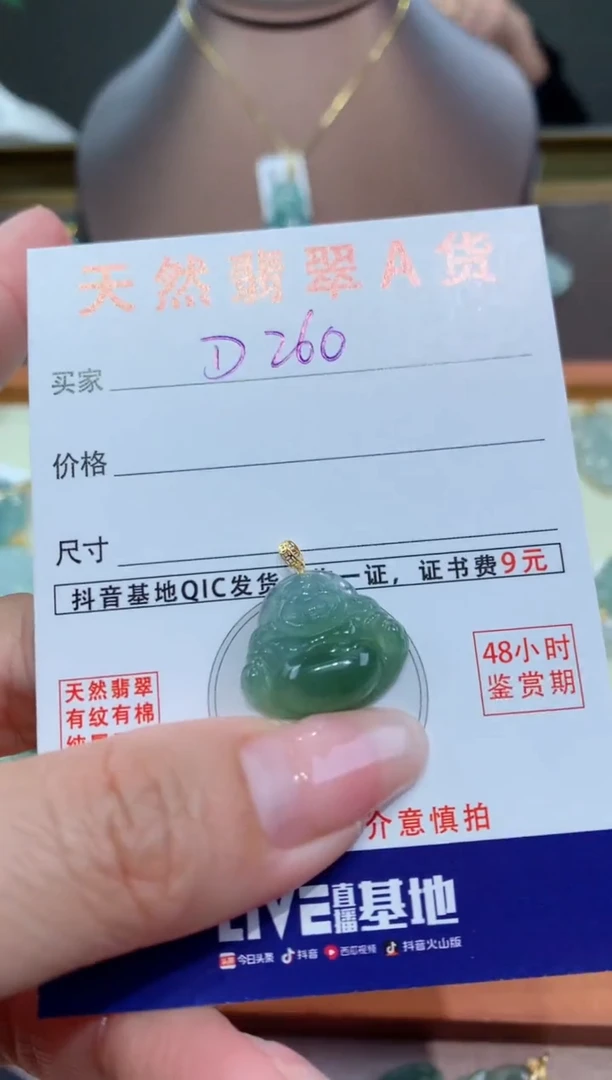 天然翡翠A货
买家 D 260
价格
尺寸
抖音基地QIC发货 一证，证书费9元
天然翡翠
有纹有棉
48小时
鉴赏期
介意慎拍
LIVE直播基地
头条 今日头条 抖音 西瓜视频 抖音火山版